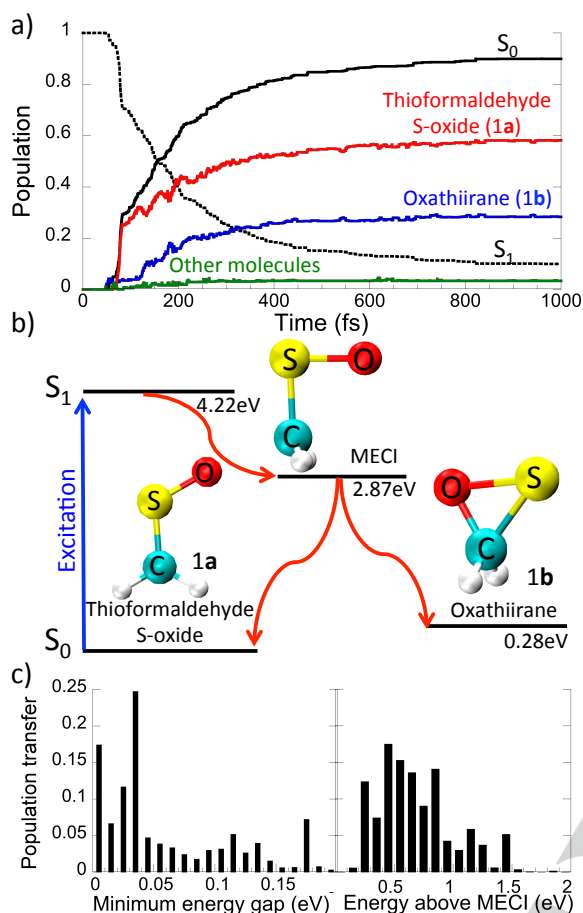 a)
1
0.8
0.6
0.4
0.2
0
Population
S0
Thioformaldehyde
S-oxide (1a)
Oxathiirane (1b)
Other molecules
S1
0 200 400 600 800 1000
Time (fs)
b)
S O
S1
4.22eV
C
MECI
2.87eV
O S
S
C
1a
C
1b
Excitation
Thioformaldehyde
S-oxide
Oxathiirane
S0
0.28eV
c)
0.25
0.2
0.15
0.1
0.05
0
Population transfer
0 0.05 0.1 0.15
Minimum energy gap (eV)
0.5 1 1.5 2
Energy above MECI (eV)